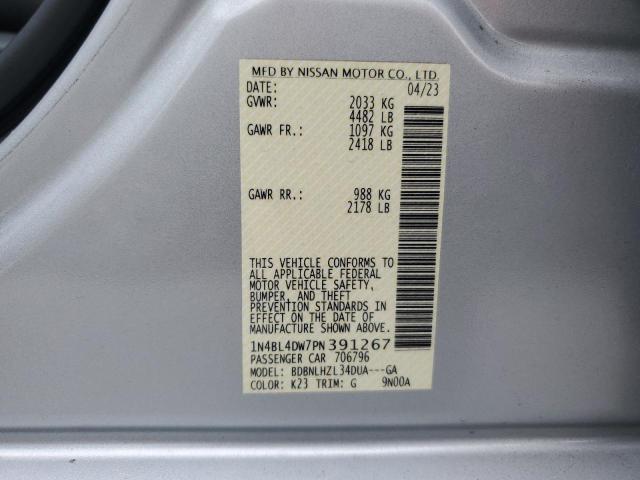 MFD BY NISSAN MOTOR CO., LTD.
DATE: 04/23
GVWR: 2033 KG
4482 LB
GAWR FR.: 1097 KG
2418 LB
GAWR RR.: 988 KG
2178 LB
THIS VEHICLE CONFORMS TO
ALL APPLICABLE FEDERAL
MOTOR VEHICLE SAFETY,
BUMPER, AND THEFT
PREVENTION STANDARDS IN
EFFECT ON THE DATE OF
MANUFACTURE SHOWN ABOVE.
1N4BL4DW7PN391267
PASSENGER CAR 706796
MODEL: BDBNLHZL34DUA---GA
COLOR: K23 TRIM: G 9N00A